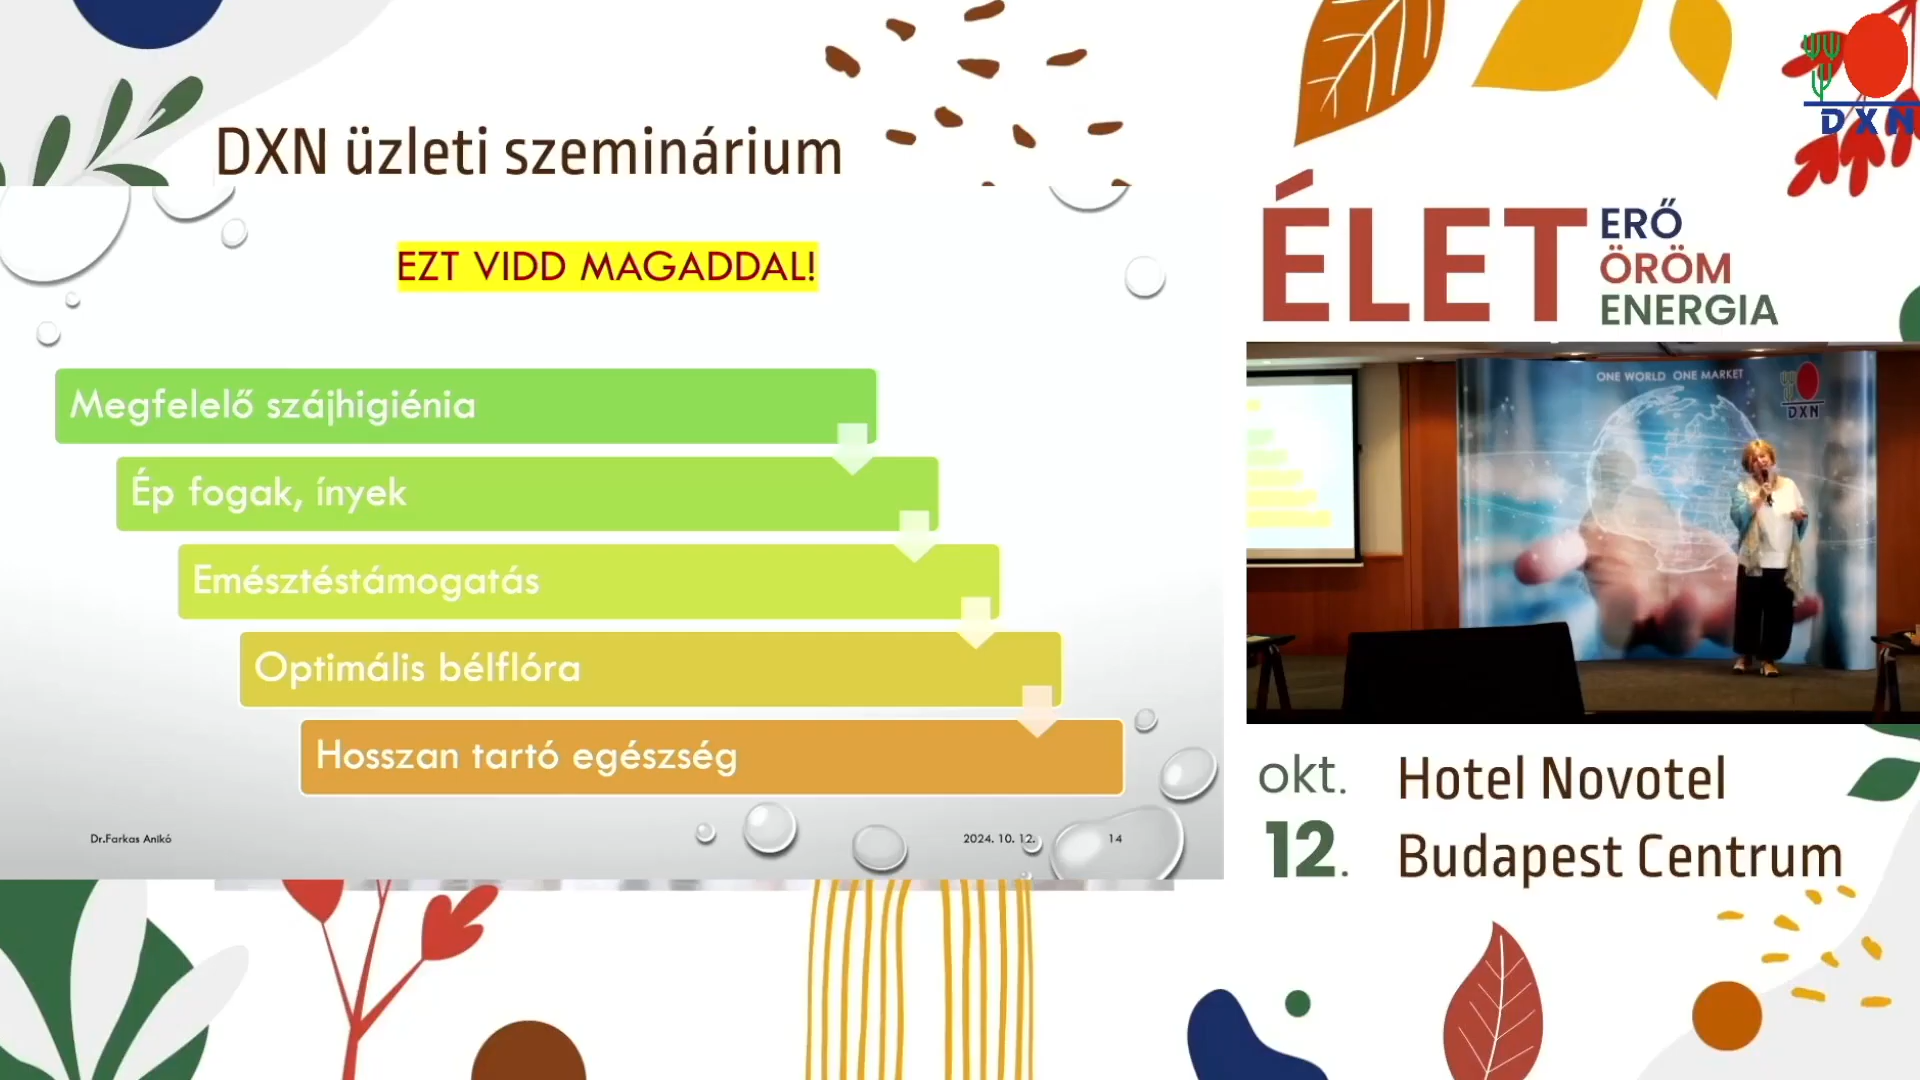 DXN üzleti szeminárium
EZT VIDD MAGADDAL!
Megfelelő szájhigiénia
Ép fogak, ínyek
Emésztéstámogatás
Optimális bélflóra
Hosszan tartó egészség
Dr.Farkas Anikó
2024. 10. 12.
14
DXN
ÉLET
ERŐ
ÖRÖM
ENERGIA
ONE WORLD ONE MARKET
DXN
okt.
12.
Hotel Novotel
Budapest Centrum